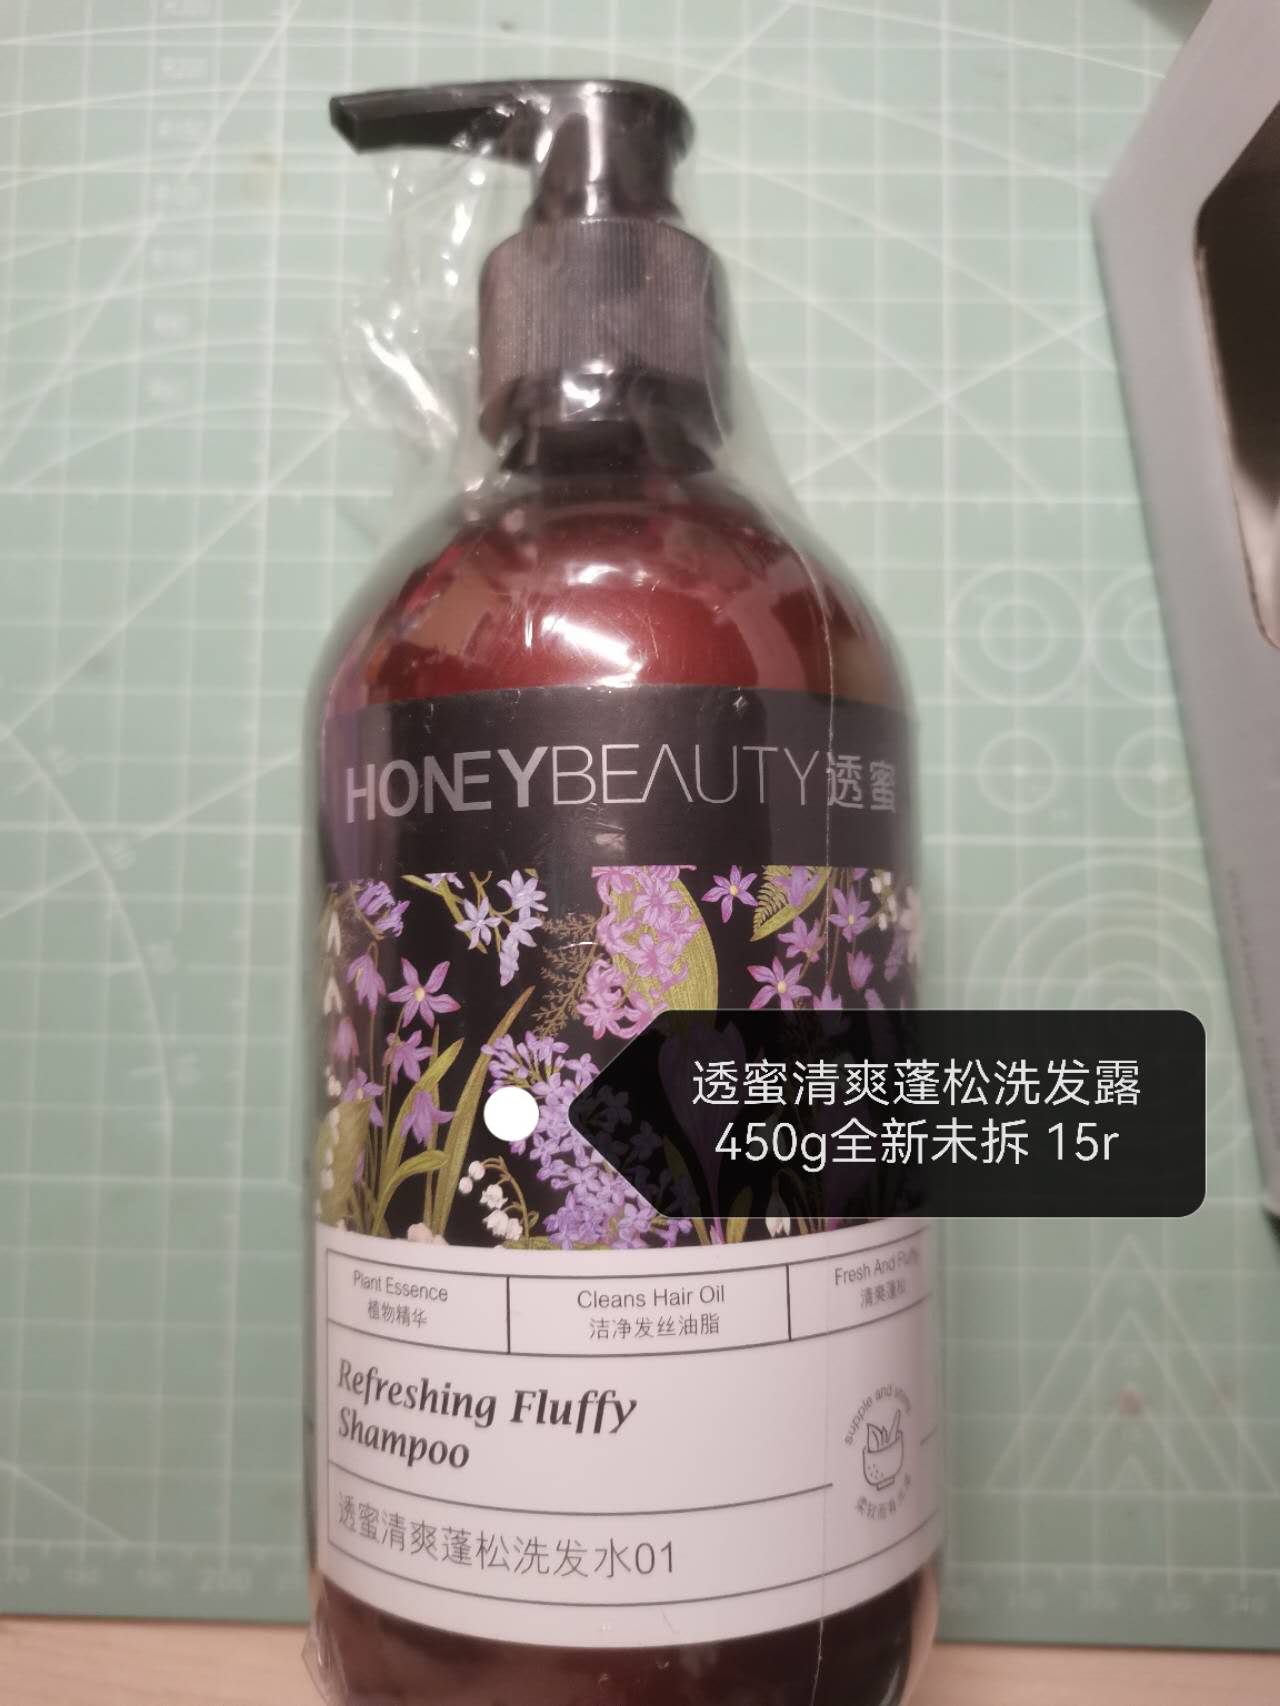 HONEYBEAUTY透蜜
透蜜清爽蓬松洗发露
450g全新未拆 15r
Plant Essence
植物精华
Cleans Hair Oil
洁净发丝油脂
Fresh And Fluffy
清爽蓬松
Refreshing Fluffy
Shampoo
supple and
透蜜清爽蓬松洗发水01